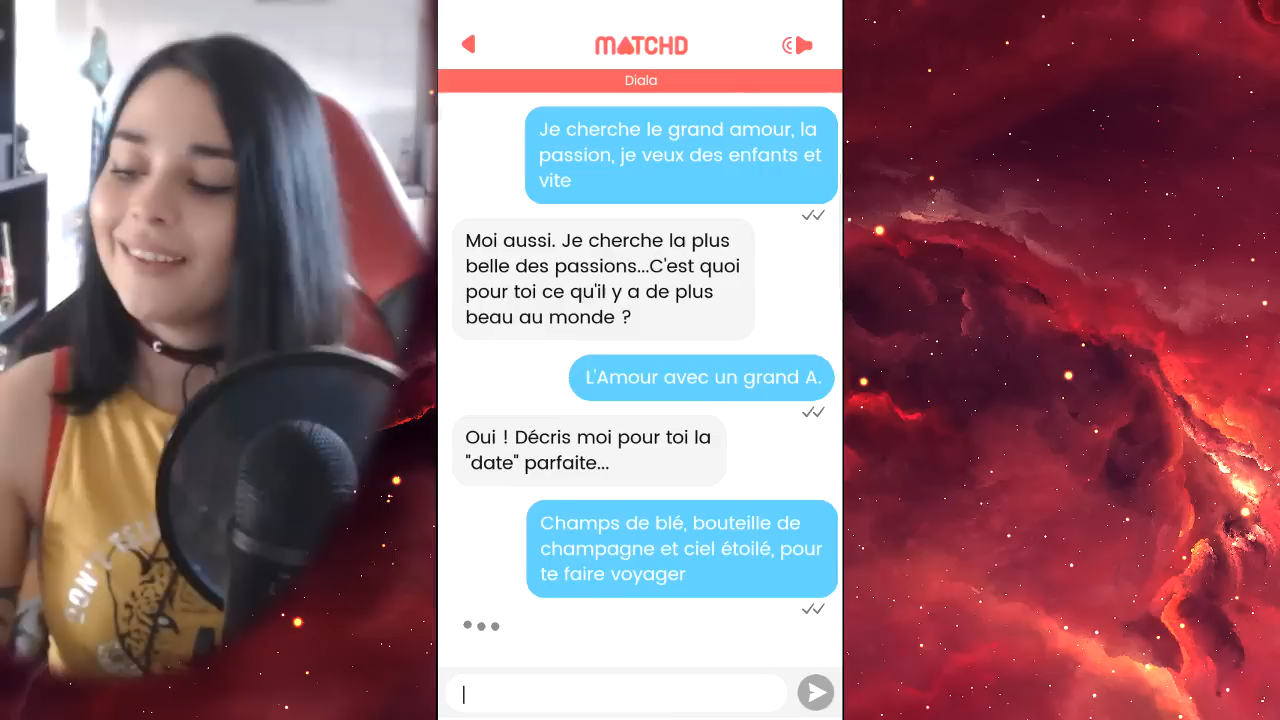 MATCHD
Diala
Je cherche le grand amour, la
passion, je veux des enfants et
vite
Moi aussi. Je cherche la plus
belle des passions...C'est quoi
pour toi ce qu'il y a de plus
beau au monde ?
L'Amour avec un grand A.
Oui ! Décris moi pour toi la
"date" parfaite...
Champs de blé, bouteille de
champagne et ciel étoilé, pour
te faire voyager
C
DON'T